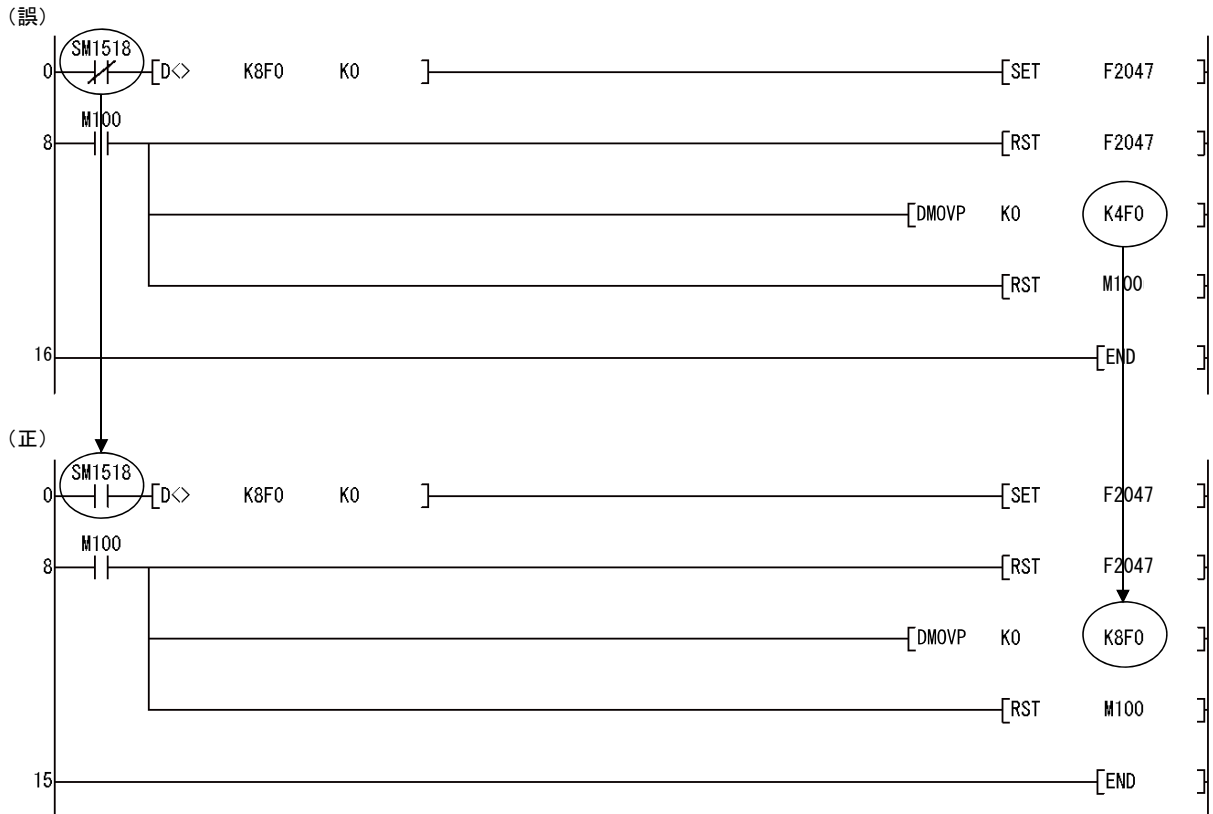 (誤)
SM1518
0 [D<> K8F0 K0 ] [SET F2047 ]
M100
8 [RST F2047 ]
[DMOVP K0 K4F0 ]
[RST M100 ]
16 [END ]
(正)
SM1518
0 [D<> K8F0 K0 ] [SET F2047 ]
M100
8 [RST F2047 ]
[DMOVP K0 K8F0 ]
[RST M100 ]
15 [END ]